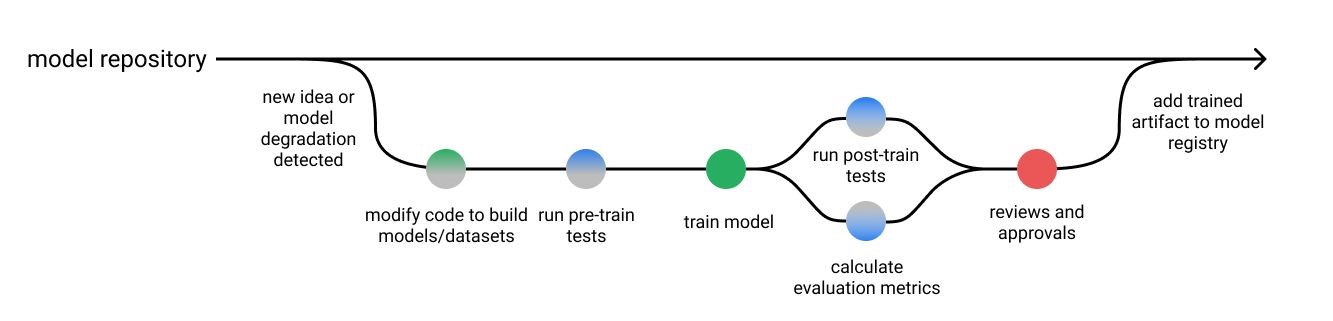 model repository
new idea or
model
degradation
detected
modify code to build
models/datasets
run pre-train
tests
train model
run post-train
tests
calculate
evaluation metrics
reviews and
approvals
add trained
artifact to model
registry